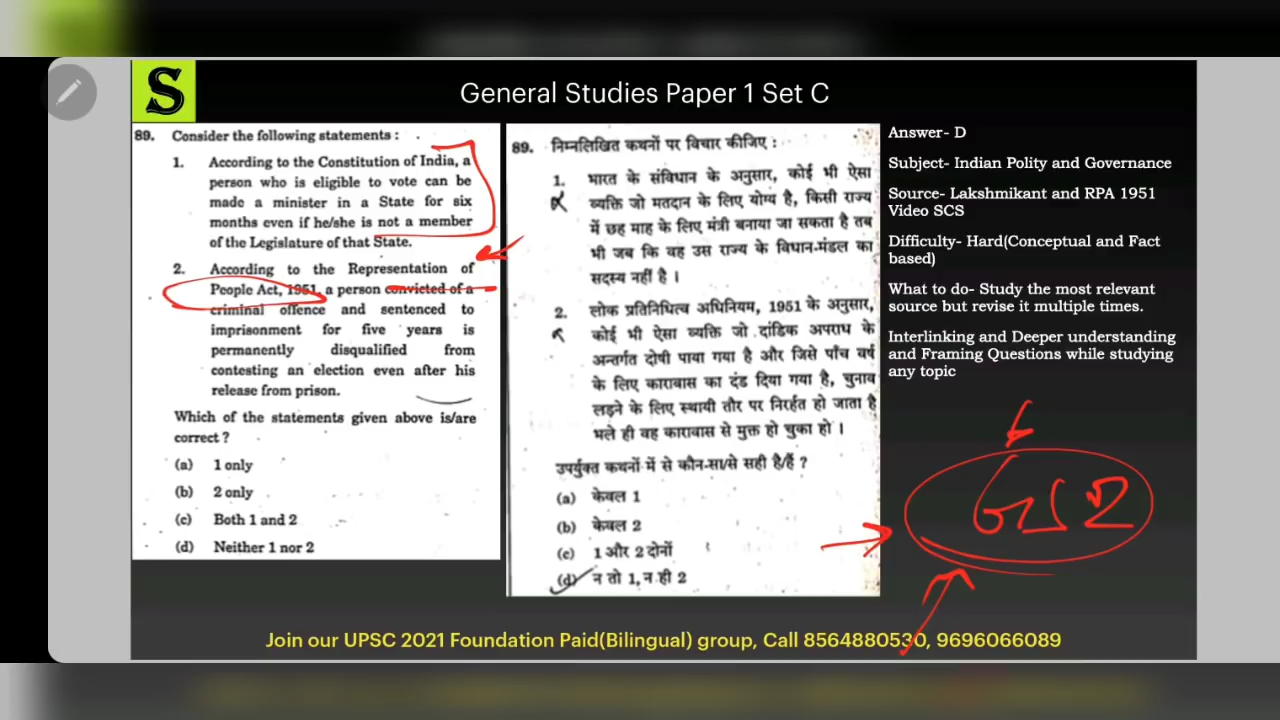 S
General Studies Paper 1 Set C
89. Consider the following statements :
1. According to the Constitution of India, a
person who is eligible to vote can be
made a minister in a State for six
months even if he/she is not a member
of the Legislature of that State.
2. According to the Representation of
People Act, 1951, a person convicted of a
criminal offence and sentenced to
imprisonment for five years is
permanently disqualified from
contesting an election even after his
release from prison.
Which of the statements given above is/are
correct ?
(a) 1 only
(b) 2 only
(c) Both 1 and 2
(d) Neither 1 nor 2
89. निम्नलिखित कथनों पर विचार कीजिए :
1. भारत के संविधान के अनुसार, कोई भी ऐसा
व्यक्ति जो मतदान के लिए योग्य है, किसी राज्य
में छह माह के लिए मंत्री बनाया जा सकता है तब
भी जब कि वह उस राज्य के विधान-मंडल का
सदस्य नहीं है ।
2. लोक प्रतिनिधित्व अधिनियम, 1951 के अनुसार,
कोई भी ऐसा व्यक्ति जो दांडिक अपराध के
अन्तर्गत दोषी पाया गया है और जिसे पाँच वर्ष
के लिए कारावास का दंड दिया गया है, चुनाव
लड़ने के लिए स्थायी तौर पर निरर्हत हो जाता है
भले ही वह कारावास से मुक्त हो चुका हो ।
उपर्युक्त कथनों में से कौन-सा/से सही है/हैं ?
(a) केवल 1
(b) केवल 2
(c) 1 और 2 दोनों
(d) न तो 1, न ही 2
Answer- D
Subject- Indian Polity and Governance
Source- Lakshmikant and RPA 1951
Video SCS
Difficulty- Hard(Conceptual and Fact
based)
What to do- Study the most relevant
source but revise it multiple times.
Interlinking and Deeper understanding
and Framing Questions while studying
any topic
GS 2
Join our UPSC 2021 Foundation Paid(Bilingual) group, Call 8564880530, 9696066089